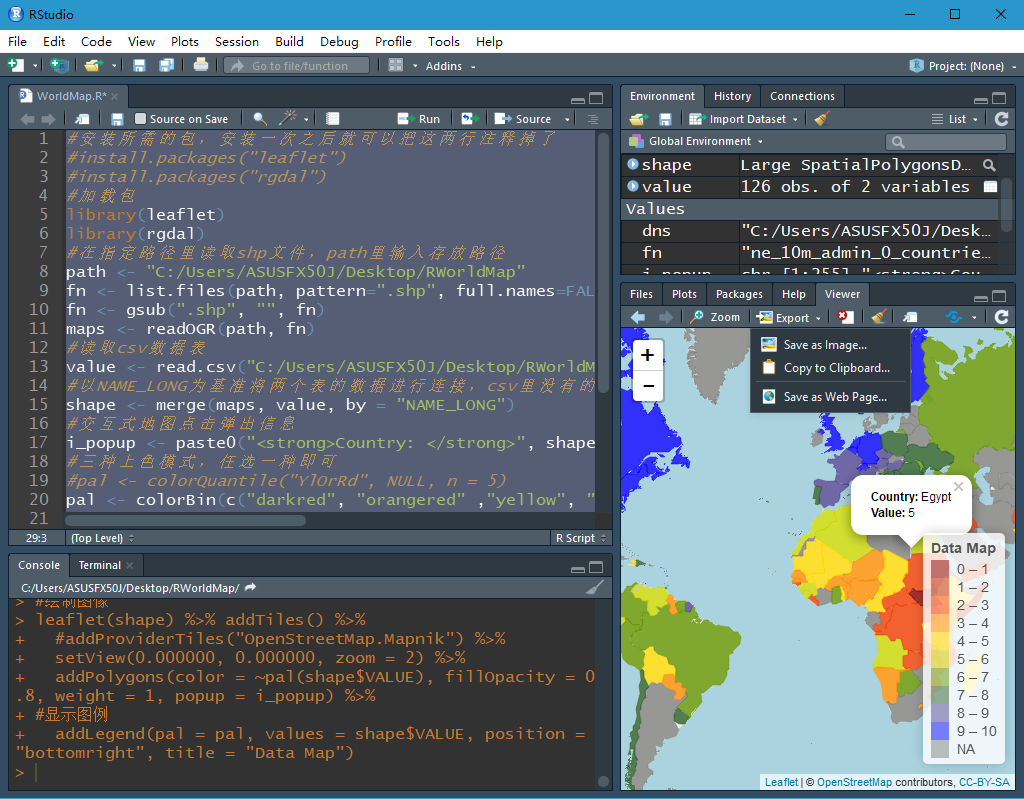 RStudio
File Edit Code View Plots Session Build Debug Profile Tools Help
Go to file/function Addins Project: (None)
WorldMap.R*
Source on Save Run Source
1 #安装所需的包，安装一次之后就可以把这两行注释掉了
2 #install.packages("leaflet")
3 #install.packages("rgdal")
4 #加载包
5 library(leaflet)
6 library(rgdal)
7 #在指定路径里读取shp文件，path里输入存放路径
8 path <- "C:/Users/ASUSFX50J/Desktop/RWorldMap"
9 fn <- list.files(path, pattern=".shp", full.names=FAL
10 fn <- gsub(".shp", "", fn)
11 maps <- readOGR(path, fn)
12 #读取csv数据表
13 value <- read.csv("C:/Users/ASUSFX50J/Desktop/RWorldM
14 #以NAME_LONG为基准将两个表的数据进行连接，csv里没有的
15 shape <- merge(maps, value, by = "NAME_LONG")
16 #交互式地图点击弹出信息
17 i_popup <- paste0("<strong>Country: </strong>", shape
18 #三种上色模式，任选一种即可
19 #pal <- colorQuantile("YlOrRd", NULL, n = 5)
20 pal <- colorBin(c("darkred", "orangered" ,"yellow", "
21
29:3 (Top Level) R Script
Console Terminal
C:/Users/ASUSFX50J/Desktop/RWorldMap/
> #绘制图像
> leaflet(shape) %>% addTiles() %>%
+   #addProviderTiles("OpenStreetMap.Mapnik") %>%
+   setView(0.000000, 0.000000, zoom = 2) %>%
+   addPolygons(color = ~pal(shape$VALUE), fillOpacity = 0
.8, weight = 1, popup = i_popup) %>%
+ #显示图例
+   addLegend(pal = pal, values = shape$VALUE, position =
"bottomright", title = "Data Map")
>
Environment History Connections
Import Dataset List
Global Environment
shape Large SpatialPolygonsD…
value 126 obs. of 2 variables
Values
dns "C:/Users/ASUSFX50J/Desk…
fn "ne_10m_admin_0_countrie…
i_popup chr [1:255] "<strong>Cou…
Files Plots Packages Help Viewer
Zoom Export
Save as Image...
Copy to Clipboard...
Save as Web Page...
+
−
Country: Egypt
Value: 5
×
Data Map
0 – 1
1 – 2
2 – 3
3 – 4
4 – 5
5 – 6
6 – 7
7 – 8
8 – 9
9 – 10
NA
Leaflet | © OpenStreetMap contributors, CC-BY-SA